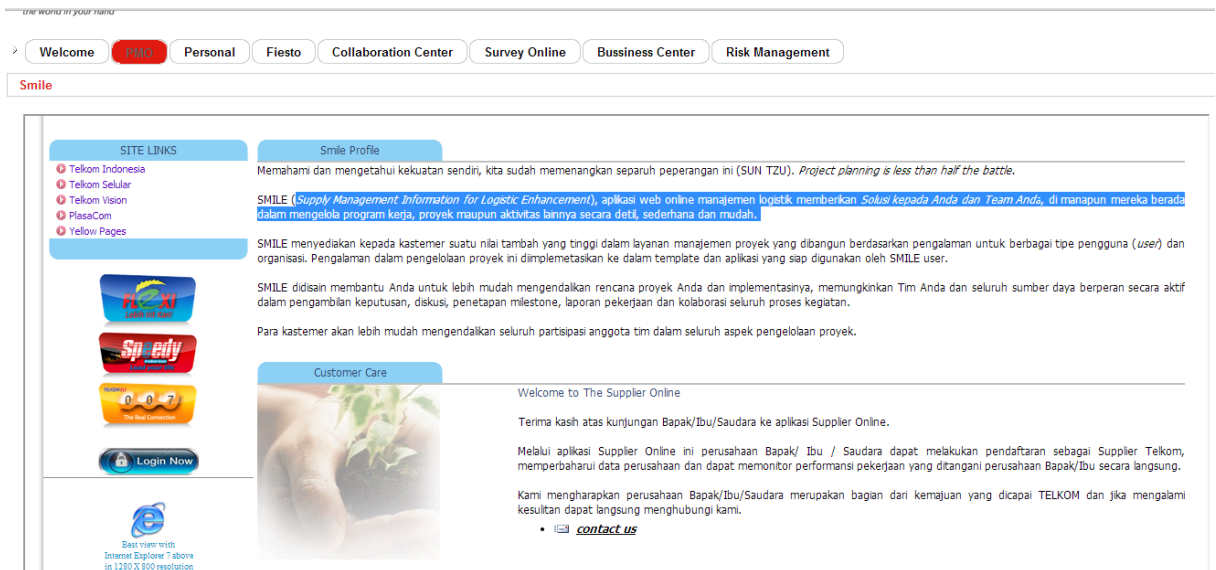 the world in your hand
Welcome PMO Personal Fiesto Collaboration Center Survey Online Bussiness Center Risk Management
Smile
SITE LINKS
Telkom Indonesia
Telkom Selular
Telkom Vision
PlasaCom
Yellow Pages
FLEXI
Speedy
TELKOMGLOBAL
0 0 7
The Real Connection
Login Now
Best view with
Internet Explorer 7 above
in 1280 X 800 resolution
Smile Profile
Memahami dan mengetahui kekuatan sendiri, kita sudah memenangkan separuh peperangan ini (SUN TZU). Project planning is less than half the battle.
SMILE (Supply Management Information for Logistic Enhancement), aplikasi web online manajemen logistik memberikan Solusi kepada Anda dan Team Anda, di manapun mereka berada
dalam mengelola program kerja, proyek maupun aktivitas lainnya secara detil, sederhana dan mudah.
SMILE menyediakan kepada kastemer suatu nilai tambah yang tinggi dalam layanan manajemen proyek yang dibangun berdasarkan pengalaman untuk berbagai tipe pengguna (user) dan
organisasi. Pengalaman dalam pengelolaan proyek ini diimplemetasikan ke dalam template dan aplikasi yang siap digunakan oleh SMILE user.
SMILE didisain membantu Anda untuk lebih mudah mengendalikan rencana proyek Anda dan implementasinya, memungkinkan Tim Anda dan seluruh sumber daya berperan secara aktif
dalam pengambilan keputusan, diskusi, penetapan milestone, laporan pekerjaan dan kolaborasi seluruh proses kegiatan.
Para kastemer akan lebih mudah mengendalikan seluruh partisipasi anggota tim dalam seluruh aspek pengelolaan proyek.
Customer Care
Welcome to The Supplier Online
Terima kasih atas kunjungan Bapak/Ibu/Saudara ke aplikasi Supplier Online.
Melalui aplikasi Supplier Online ini perusahaan Bapak/ Ibu / Saudara dapat melakukan pendaftaran sebagai Supplier Telkom,
memperbaharui data perusahaan dan dapat memonitor performansi pekerjaan yang ditangani perusahaan Bapak/Ibu secara langsung.
Kami mengharapkan perusahaan Bapak/Ibu/Saudara merupakan bagian dari kemajuan yang dicapai TELKOM dan jika mengalami
kesulitan dapat langsung menghubungi kami.
contact us